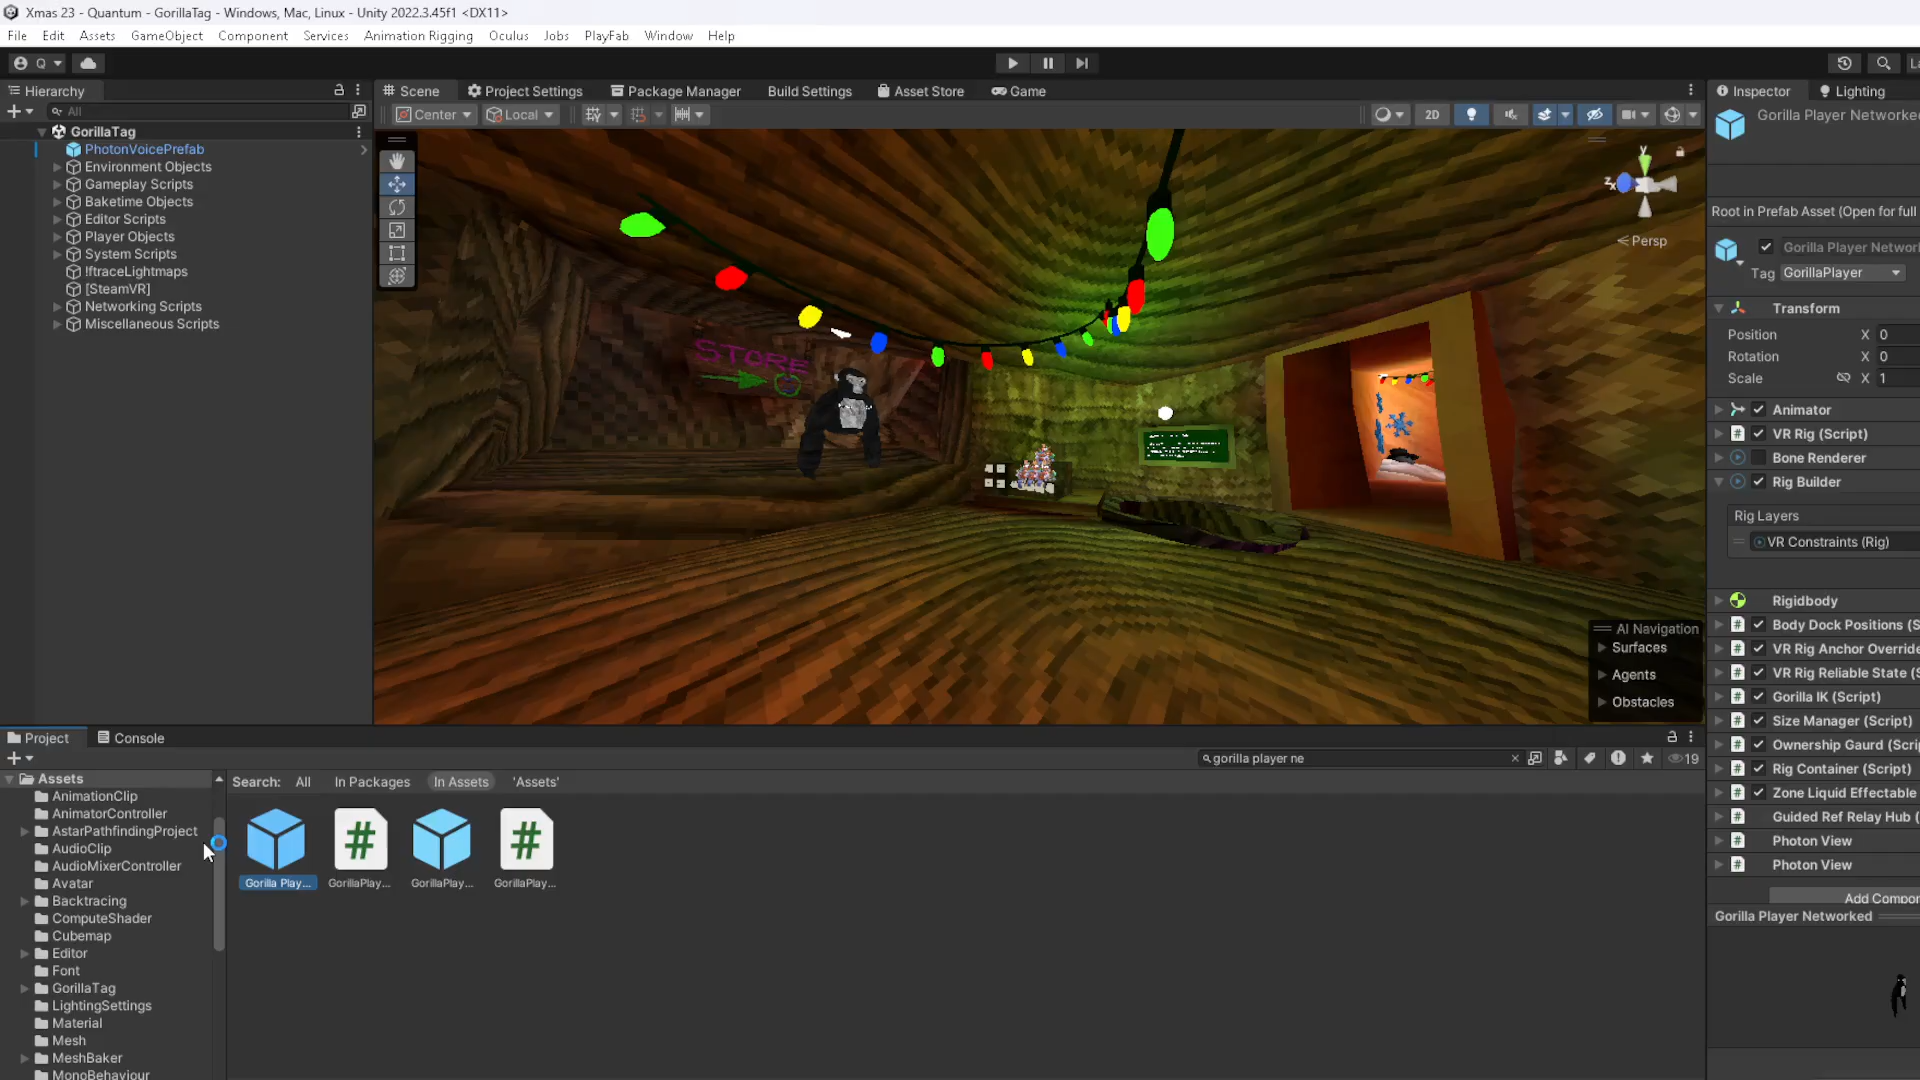 Xmas 23 - Quantum - GorillaTag - Windows, Mac, Linux - Unity 2022.3.45f1 <DX11>
File Edit Assets GameObject Component Services Animation Rigging Oculus Jobs PlayFab Window Help
Q
Hierarchy
All
GorillaTag
PhotonVoicePrefab
Environment Objects
Gameplay Scripts
Baketime Objects
Editor Scripts
Player Objects
System Scripts
!ftraceLightmaps
[SteamVR]
Networking Scripts
Miscellaneous Scripts
Scene Project Settings Package Manager Build Settings Asset Store Game
Center Local 2D
STORE
y
Persp
AI Navigation
Surfaces
Agents
Obstacles
Inspector Lighting
Gorilla Player Networked
Root in Prefab Asset (Open for full
Gorilla Player Networ
Tag GorillaPlayer
Transform
Position X 0
Rotation X 0
Scale X 1
Animator
VR Rig (Script)
Bone Renderer
Rig Builder
Rig Layers
VR Constraints (Rig)
Rigidbody
Body Dock Positions (S
VR Rig Anchor Override
VR Rig Reliable State (S
Gorilla IK (Script)
Size Manager (Script)
Ownership Gaurd (Scrip
Rig Container (Script)
Zone Liquid Effectable
Guided Ref Relay Hub (
Photon View
Photon View
Add Compor
Gorilla Player Networked
Project Console
gorilla player ne
19
Assets
AnimationClip
AnimatorController
AstarPathfindingProject
AudioClip
AudioMixerController
Avatar
Backtracing
ComputeShader
Cubemap
Editor
Font
GorillaTag
LightingSettings
Material
Mesh
MeshBaker
MonoBehaviour
Search: All In Packages In Assets 'Assets'
Gorilla Play... GorillaPlay... GorillaPlay... GorillaPlay...